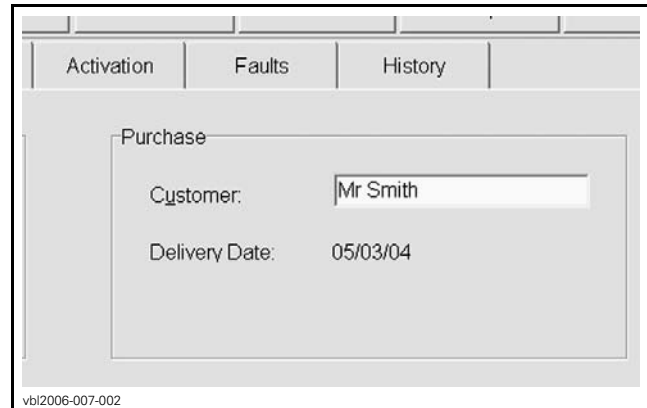 Activation Faults History
Purchase
Customer: Mr Smith
Delivery Date: 05/03/04
vbl2006-007-002